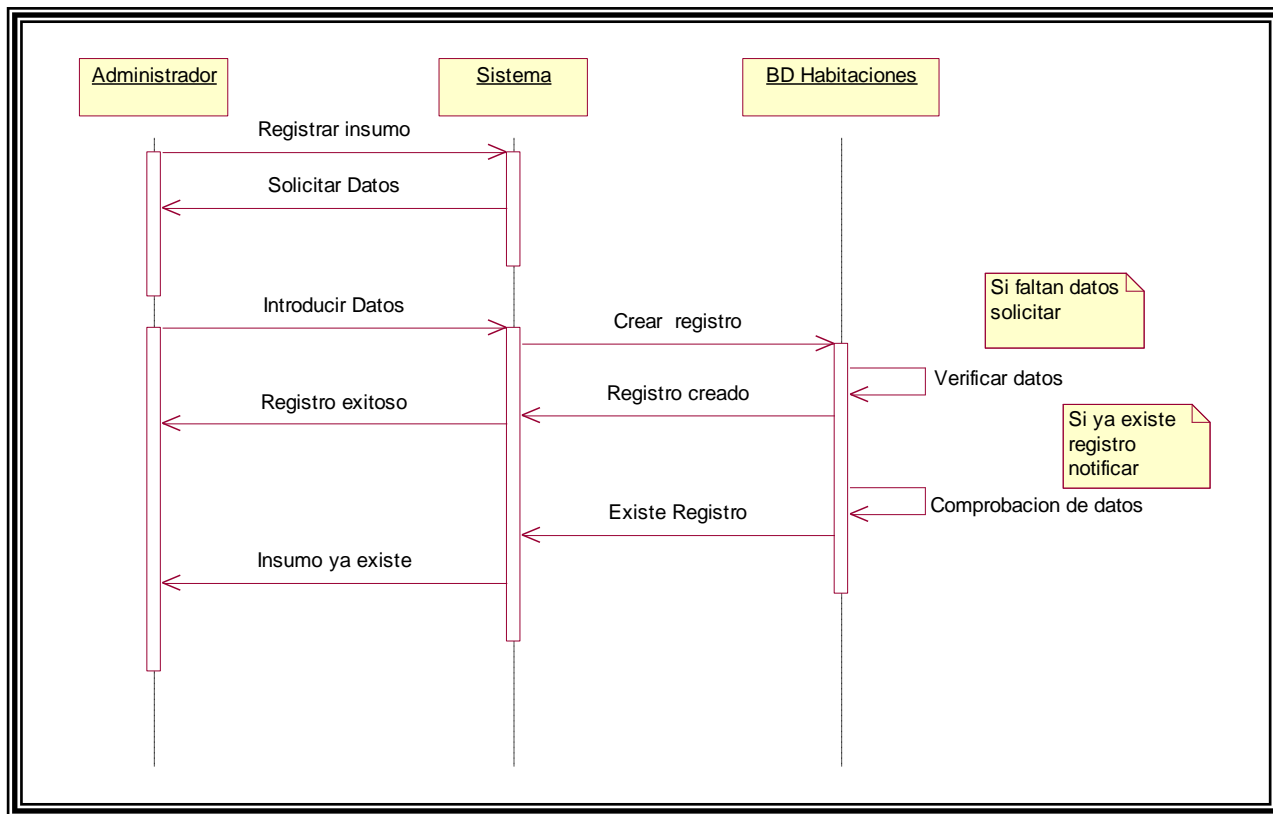 Administrador
Sistema
BD Habitaciones
Registrar insumo
Solicitar Datos
Si faltan datos
solicitar
Introducir Datos
Crear registro
Verificar datos
Registro creado
Registro exitoso
Si ya existe
registro
notificar
Comprobacion de datos
Existe Registro
Insumo ya existe